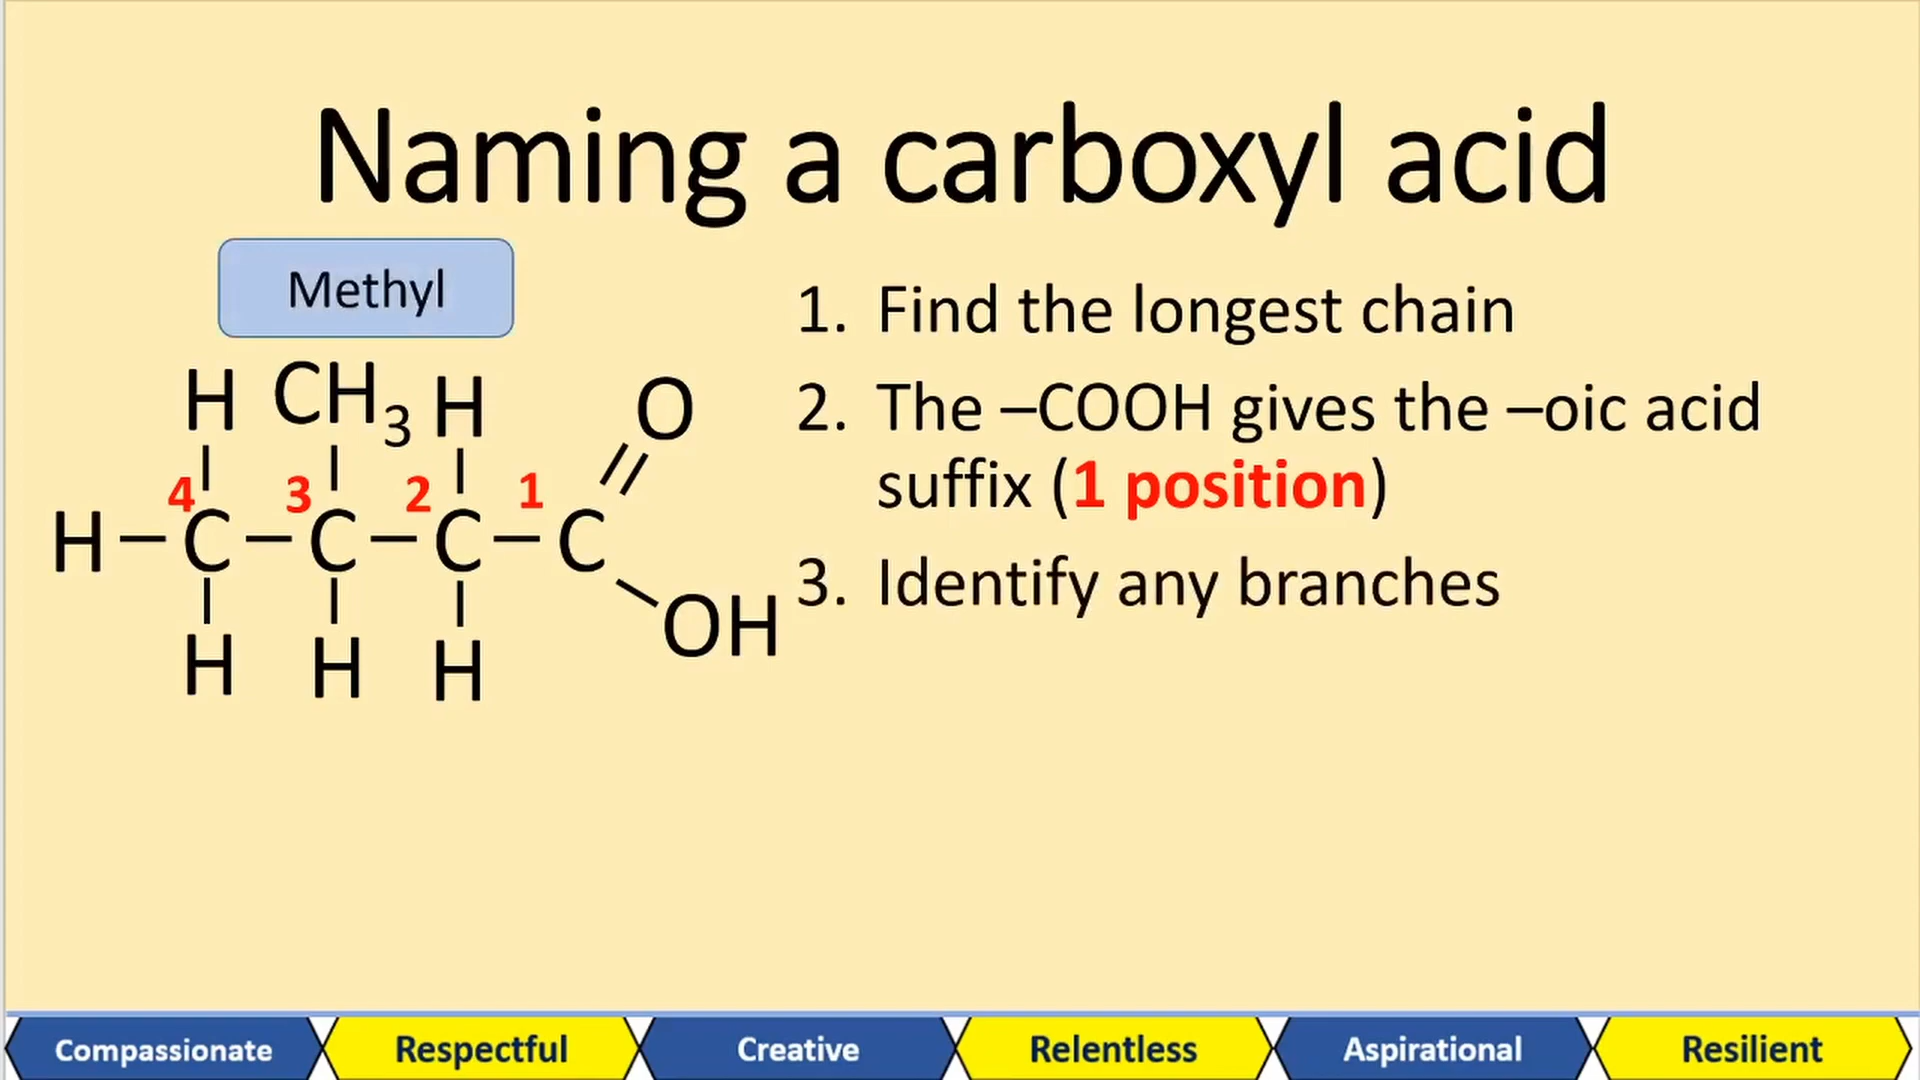 Naming a carboxyl acid
Methyl
H CH₃ H O
4 3 2 1
H – C – C – C – C
OH
H H H
1. Find the longest chain
2. The –COOH gives the –oic acid
suffix (1 position)
3. Identify any branches
Compassionate Respectful Creative Relentless Aspirational Resilient